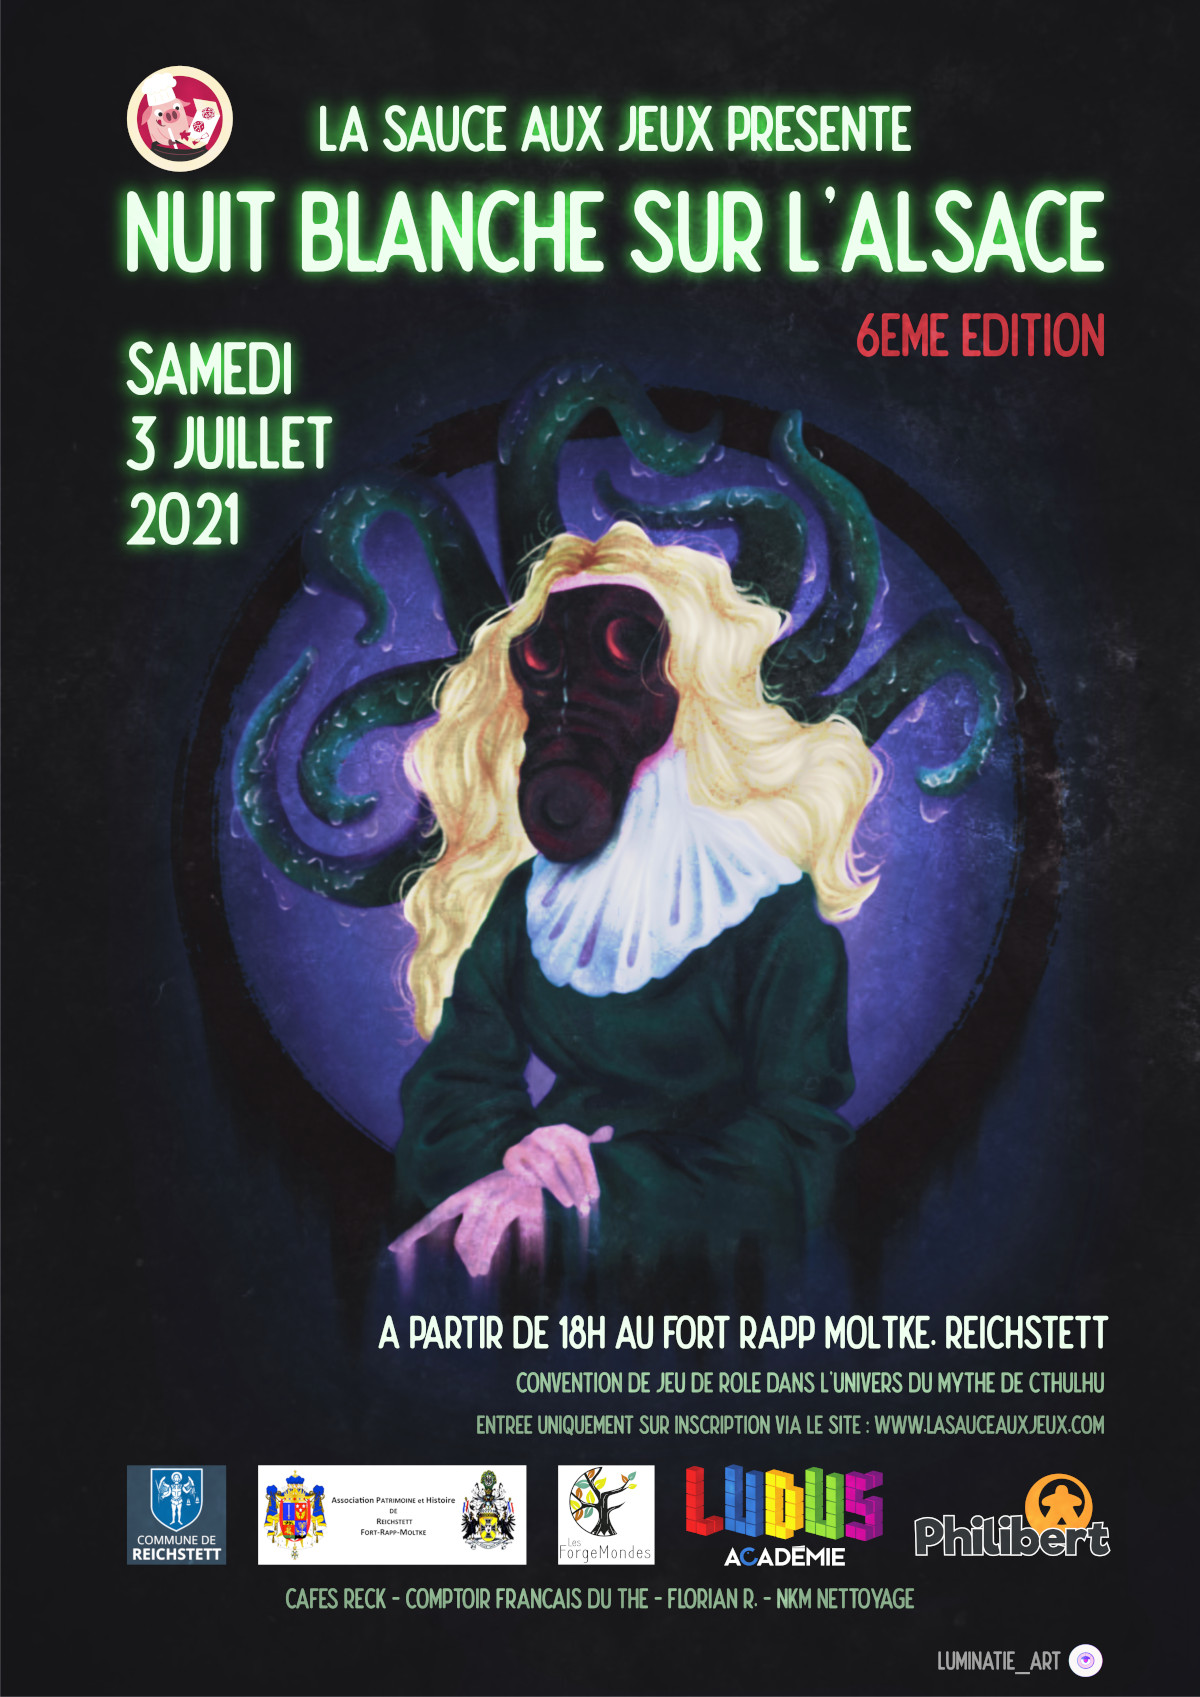 LA SAUCE AUX JEUX PRESENTE
NUIT BLANCHE SUR L'ALSACE
6EME EDITION
SAMEDI
3 JUILLET
2021
A PARTIR DE 18H AU FORT RAPP MOLTKE. REICHSTETT
CONVENTION DE JEU DE ROLE DANS L'UNIVERS DU MYTHE DE CTHULHU
ENTREE UNIQUEMENT SUR INSCRIPTION VIA LE SITE : WWW.LASAUCEAUXJEUX.COM
COMMUNE DE
REICHSTETT
Association PATRIMOINE et Histoire
DE
REICHSTETT
FORT-RAPP-MOLTKE
Les
ForgeMondes
LUDUS
ACADÉMIE
Philibert
CAFES RECK - COMPTOIR FRANCAIS DU THE - FLORIAN R. - NKM NETTOYAGE
LUMINATIE_ART